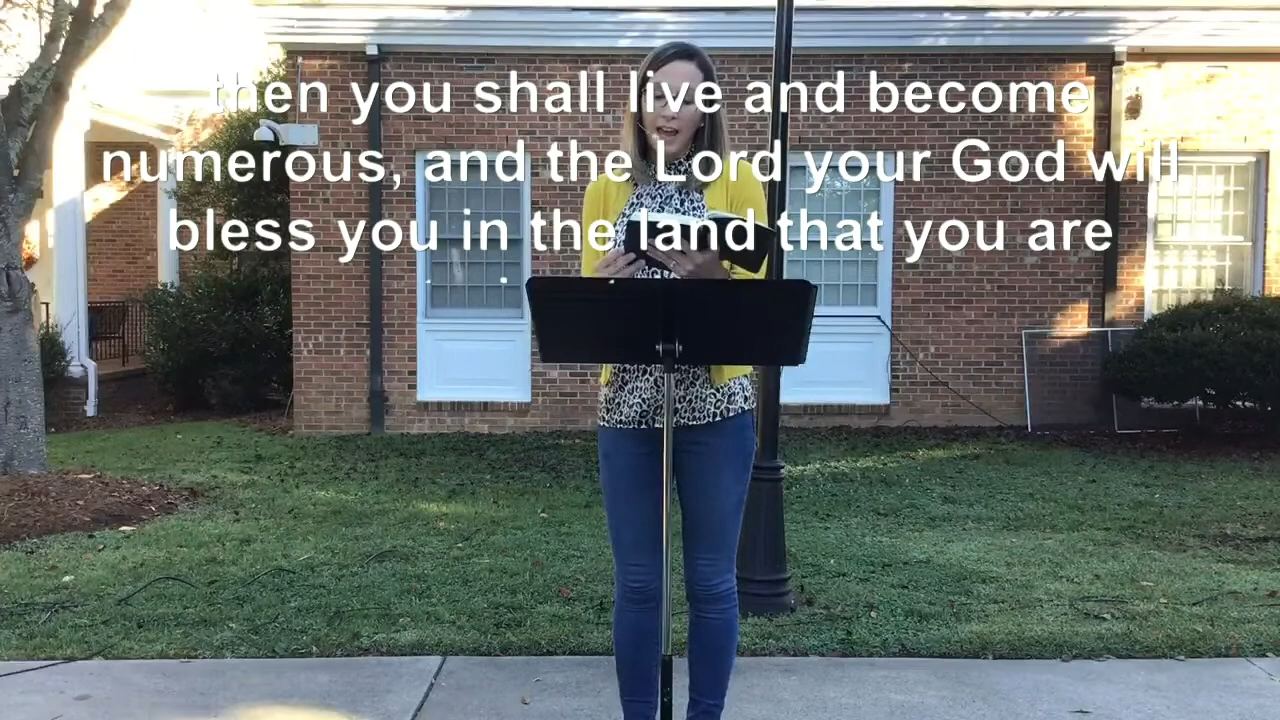 then you shall live and become
numerous, and the Lord your God will
bless you in the land that you are